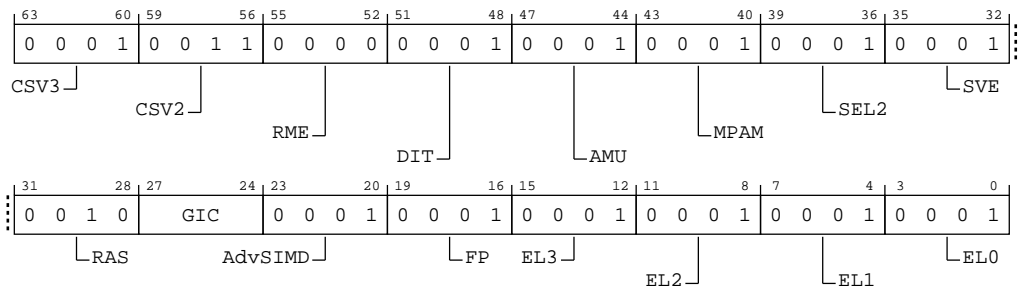 63 60 59 56 55 52 51 48 47 44 43 40 39 36 35 32
0 0 0 1 0 0 1 1 0 0 0 0 0 0 0 1 0 0 0 1 0 0 0 1 0 0 0 1 0 0 0 1
CSV3 SVE
CSV2 SEL2
RME MPAM
DIT AMU
31 28 27 24 23 20 19 16 15 12 11 8 7 4 3 0
0 0 1 0 GIC 0 0 0 1 0 0 0 1 0 0 0 1 0 0 0 1 0 0 0 1 0 0 0 1
RAS AdvSIMD FP EL3 EL0
EL2 EL1